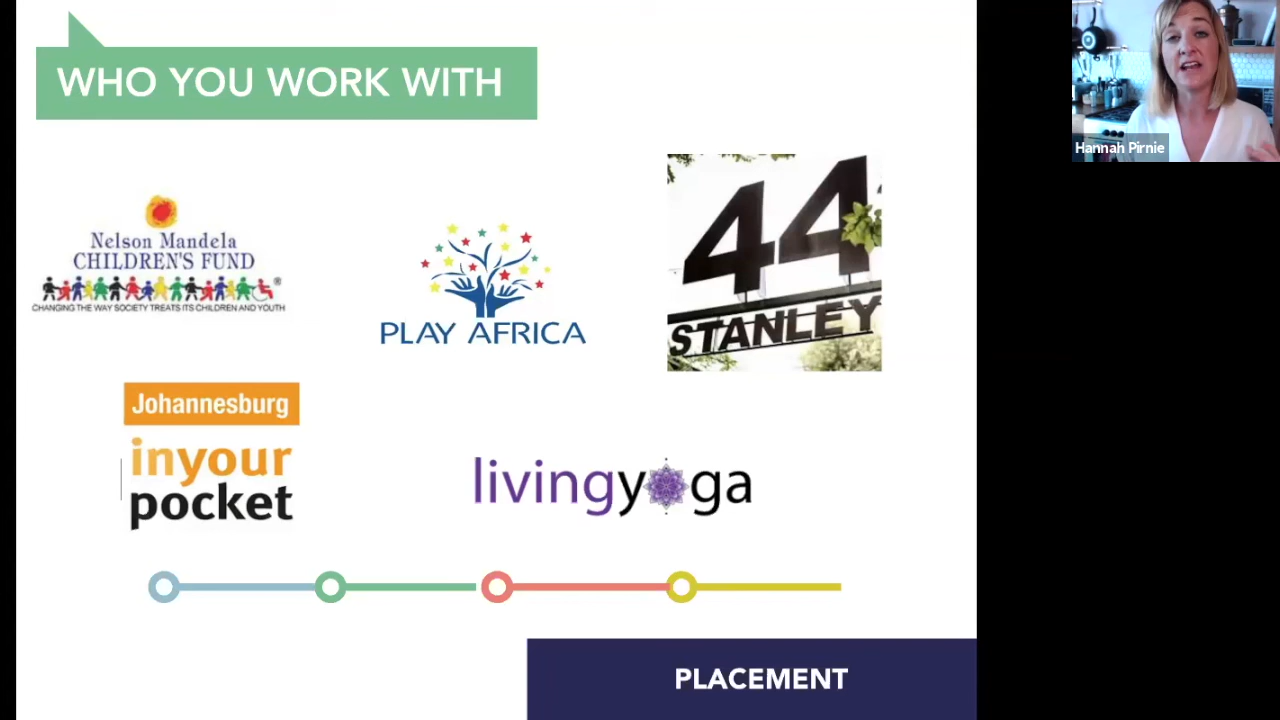 WHO YOU WORK WITH
Hannah Pirnie
Nelson Mandela
CHILDREN'S FUND
®
CHANGING THE WAY SOCIETY TREATS ITS CHILDREN AND YOUTH
PLAY AFRICA
44
STANLEY
Johannesburg
inyour
pocket
livingyoga
PLACEMENT